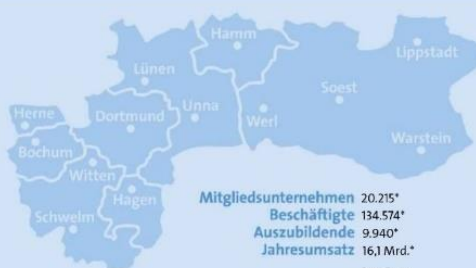 Hamm
Lippstadt
Lünen
Soest
Herne
Dortmund
Unna
Werl
Bochum
Warstein
Witten
Hagen
Schwelm
Mitgliedsunternehmen 20.215*
Beschäftigte 134.574*
Auszubildende 9.940*
Jahresumsatz 16,1 Mrd.*